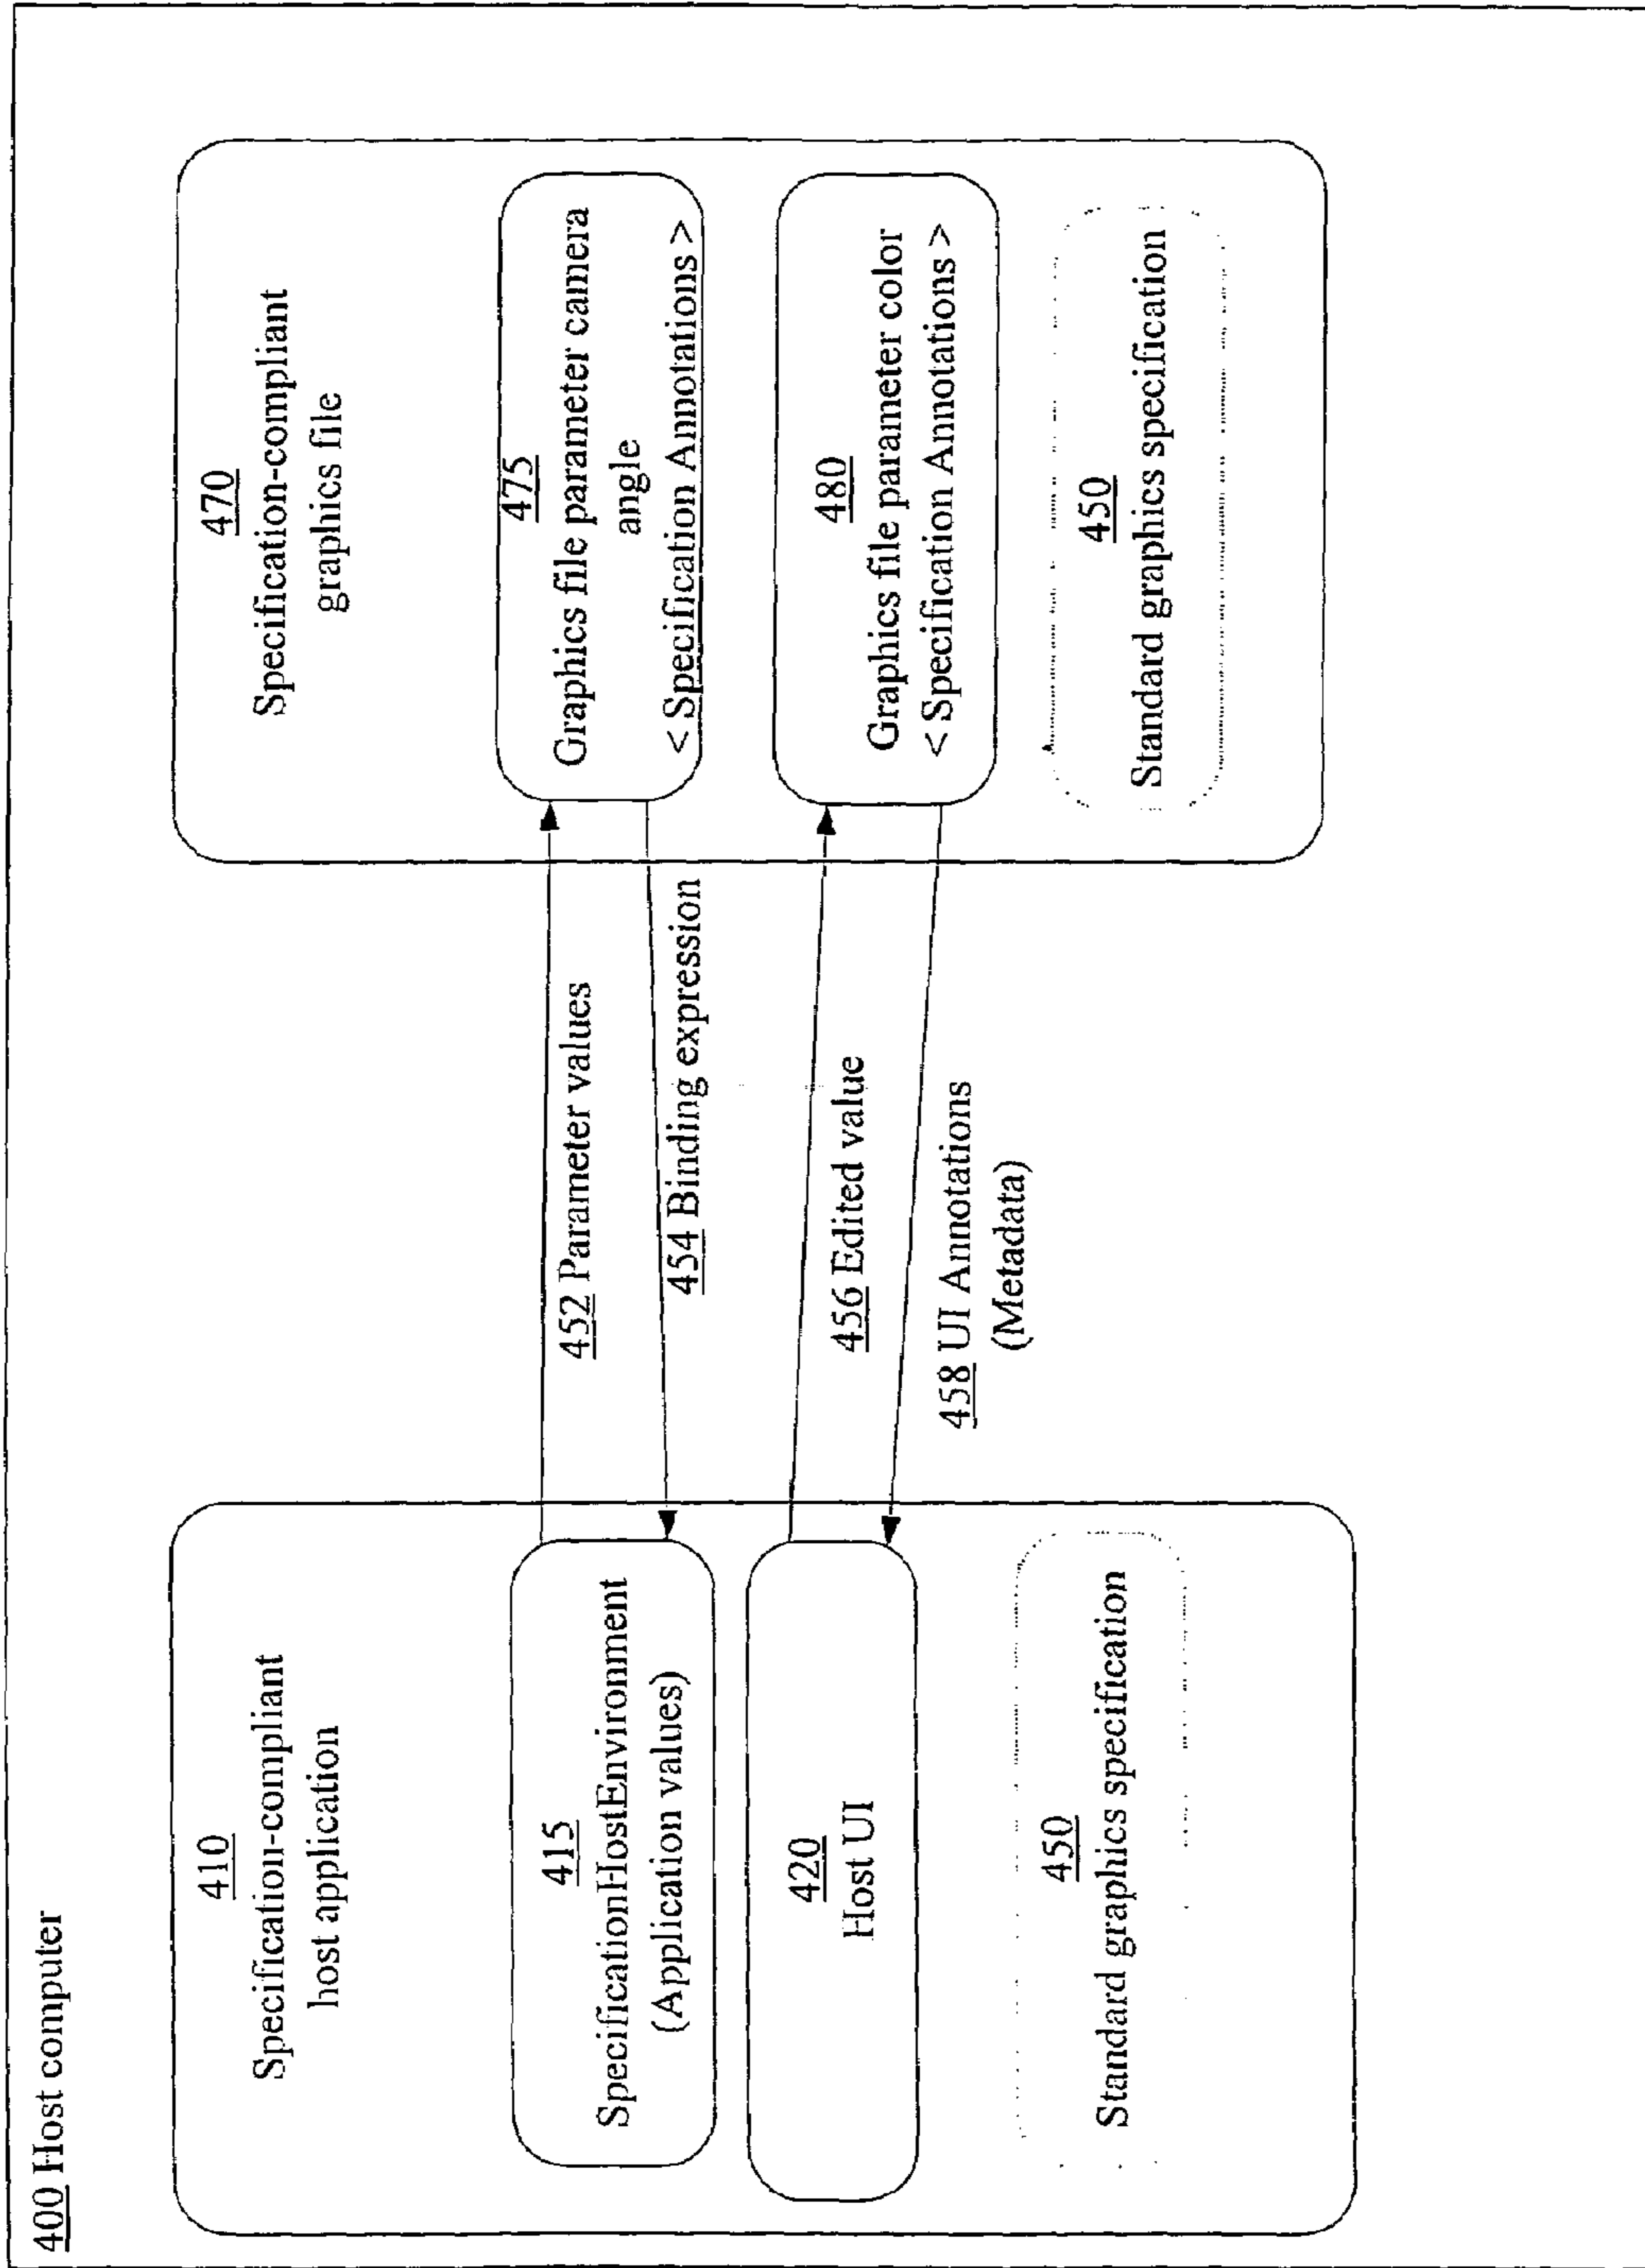 400 Host computer
410
Specification-compliant
host application
415
SpecificationHostEnvironment
(Application values)
420
Host UI
450
Standard graphics specification
452 Parameter values
454 Binding expression
456 Edited value
458 UI Annotations
(Metadata)
470
Specification-compliant
graphics file
475
Graphics file parameter camera
angle
< Specification Annotations >
480
Graphics file parameter color
< Specification Annotations >
450
Standard graphics specification